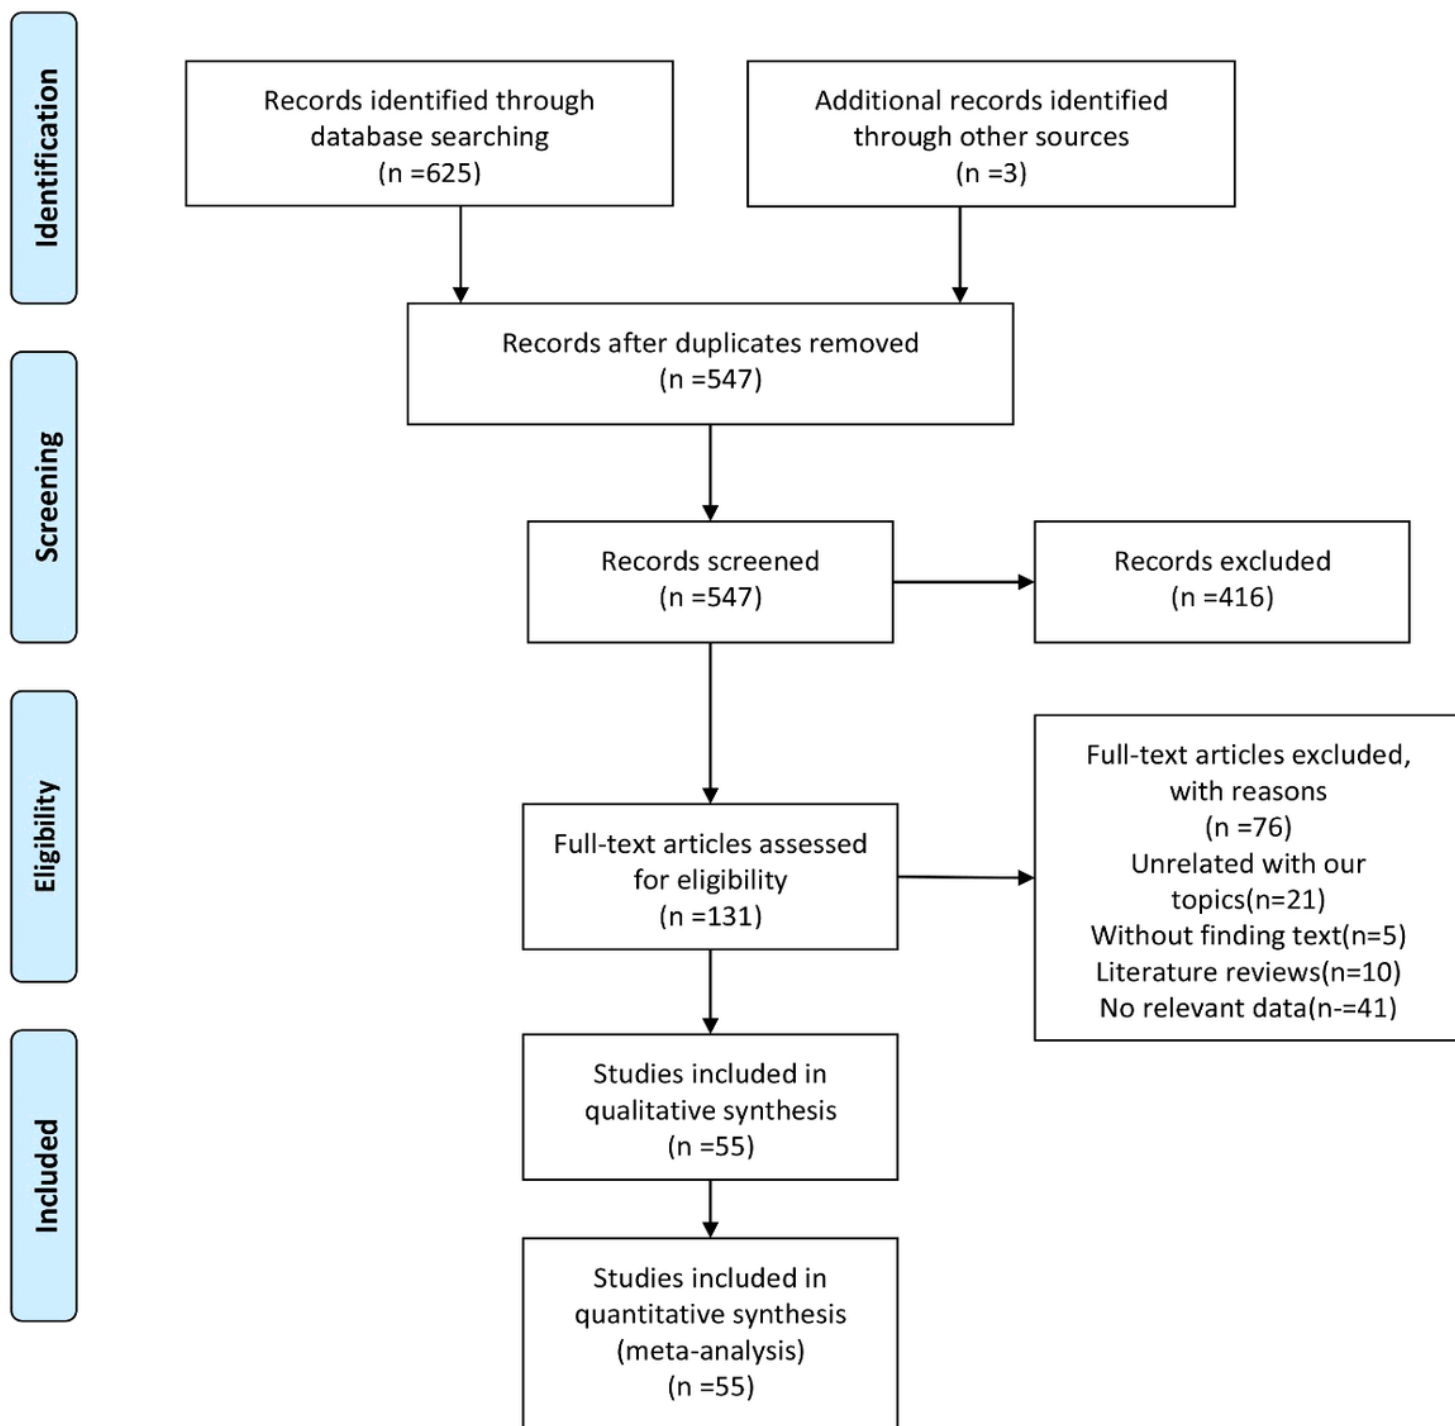 Identification
Records identified through
database searching
(n =625)
Additional records identified
through other sources
(n =3)
Records after duplicates removed
(n =547)
Screening
Records screened
(n =547)
Records excluded
(n =416)
Eligibility
Full-text articles assessed
for eligibility
(n =131)
Full-text articles excluded,
with reasons
(n =76)
Unrelated with our
topics(n=21)
Without finding text(n=5)
Literature reviews(n=10)
No relevant data(n-=41)
Included
Studies included in
qualitative synthesis
(n =55)
Studies included in
quantitative synthesis
(meta-analysis)
(n =55)